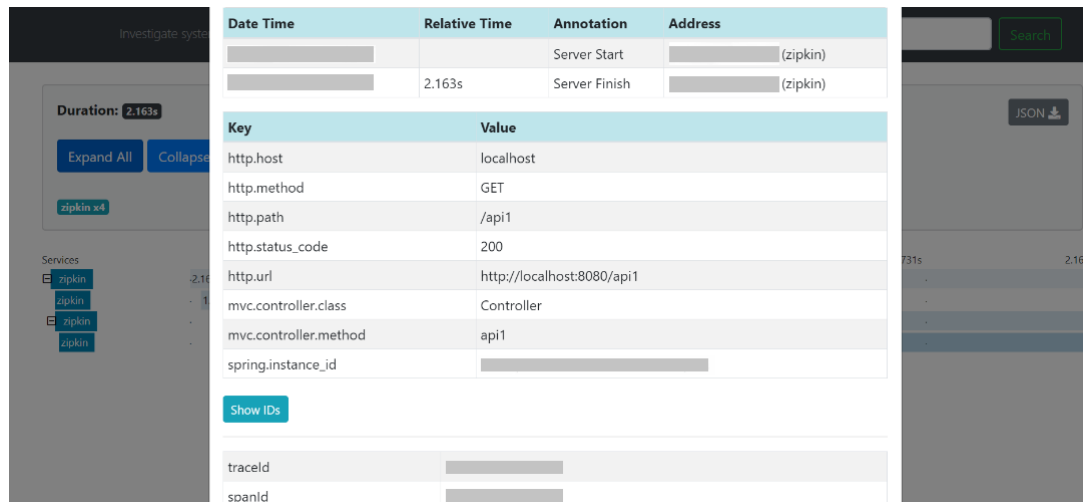 Date Time Relative Time Annotation Address
Investigate syste
Search
Server Start (zipkin)
2.163s Server Finish (zipkin)
Duration: 2.163s
JSON
Key Value
Expand All Collapse
http.host localhost
http.method GET
zipkin x4
http.path /api1
http.status_code 200
Services
http.url http://localhost:8080/api1
731s 2.16
zipkin -2.16
mvc.controller.class Controller
zipkin 1.
zipkin
mvc.controller.method api1
zipkin
spring.instance_id
Show IDs
traceId
spanId